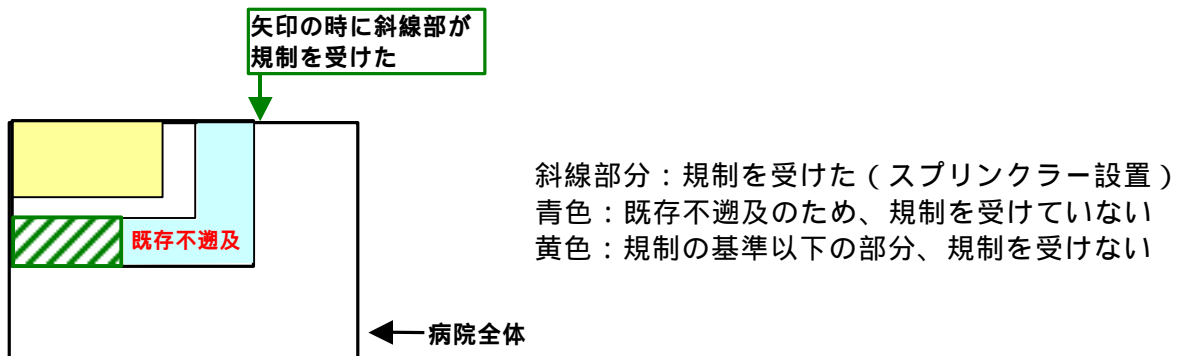 矢印の時に斜線部が
規制を受けた
斜線部分：規制を受けた（スプリンクラー設置）
青色：既存不遡及のため、規制を受けていない
黄色：規制の基準以下の部分、規制を受けない
既存不遡及
病院全体